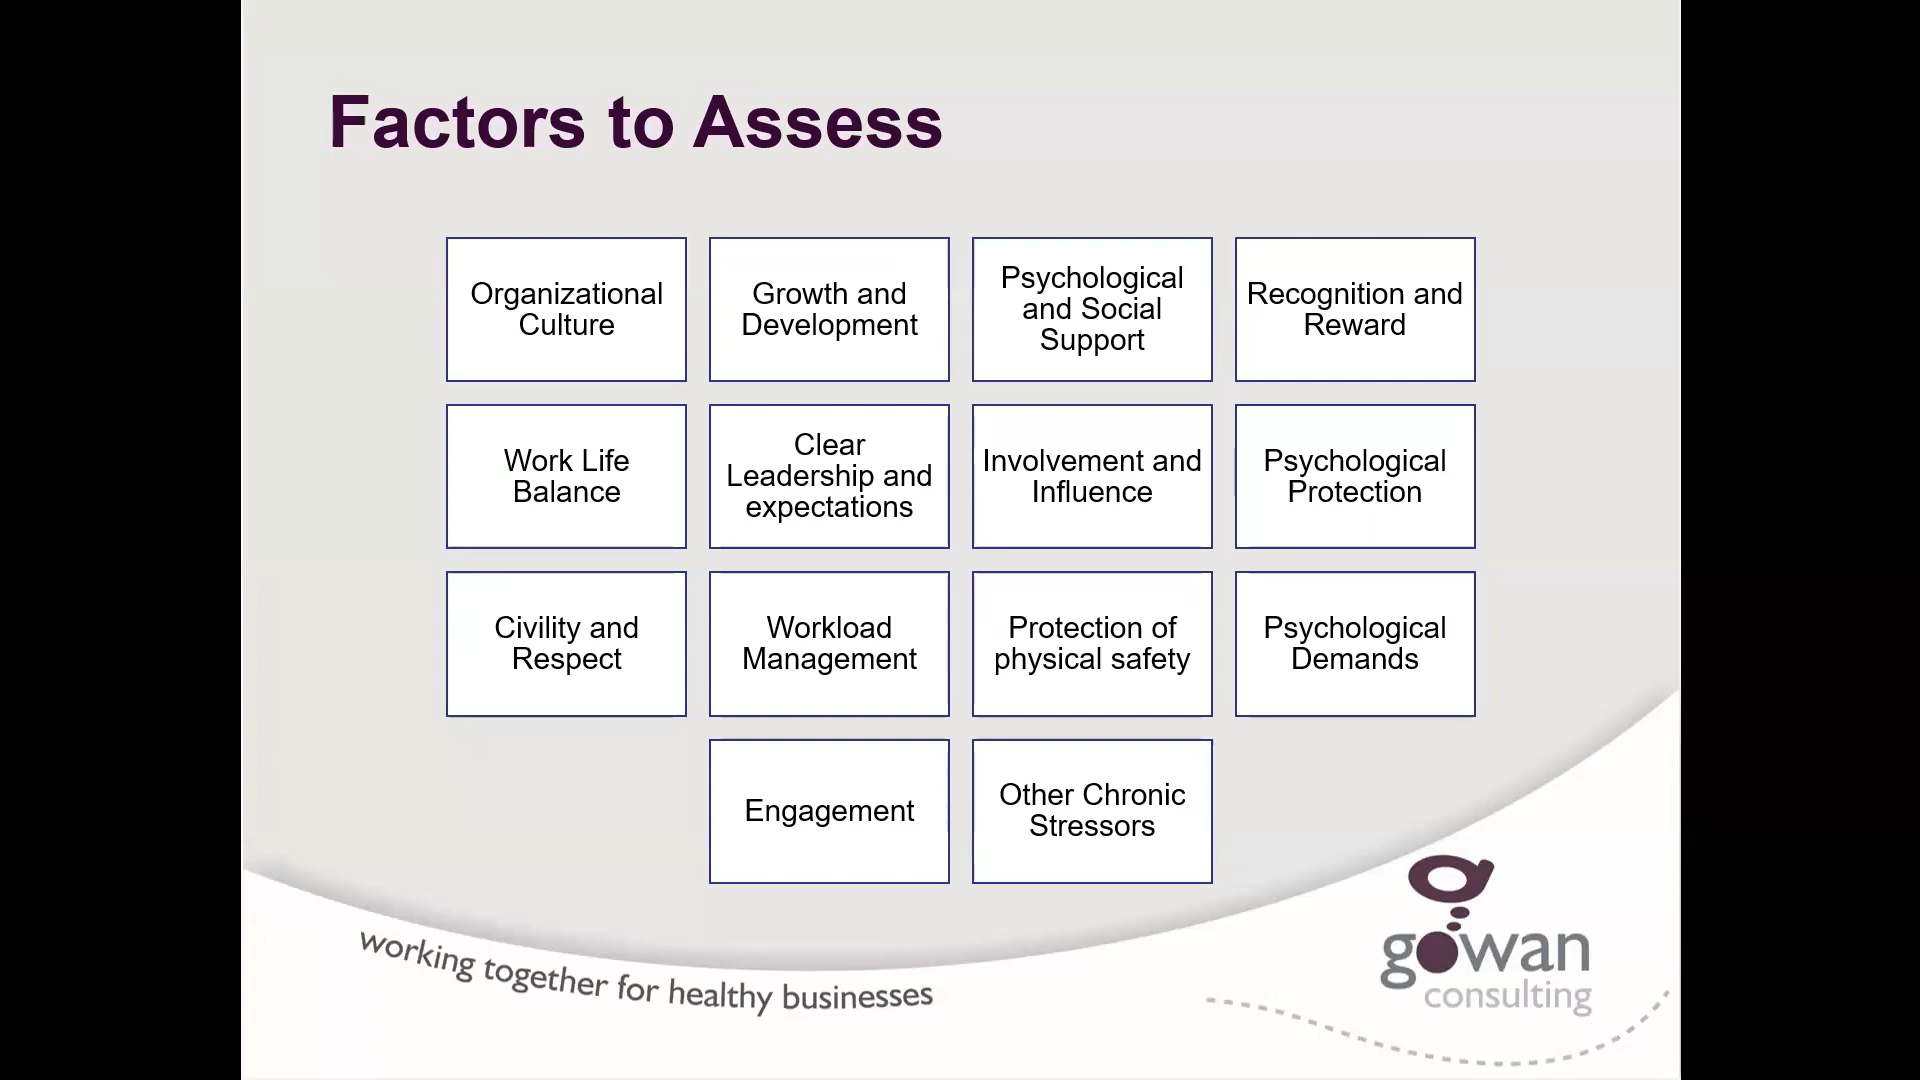 Factors to Assess
Organizational
Culture
Growth and
Development
Psychological
and Social
Support
Recognition and
Reward
Work Life
Balance
Clear
Leadership and
expectations
Involvement and
Influence
Psychological
Protection
Civility and
Respect
Workload
Management
Protection of
physical safety
Psychological
Demands
Engagement
Other Chronic
Stressors
working together for healthy businesses
gowan
consulting